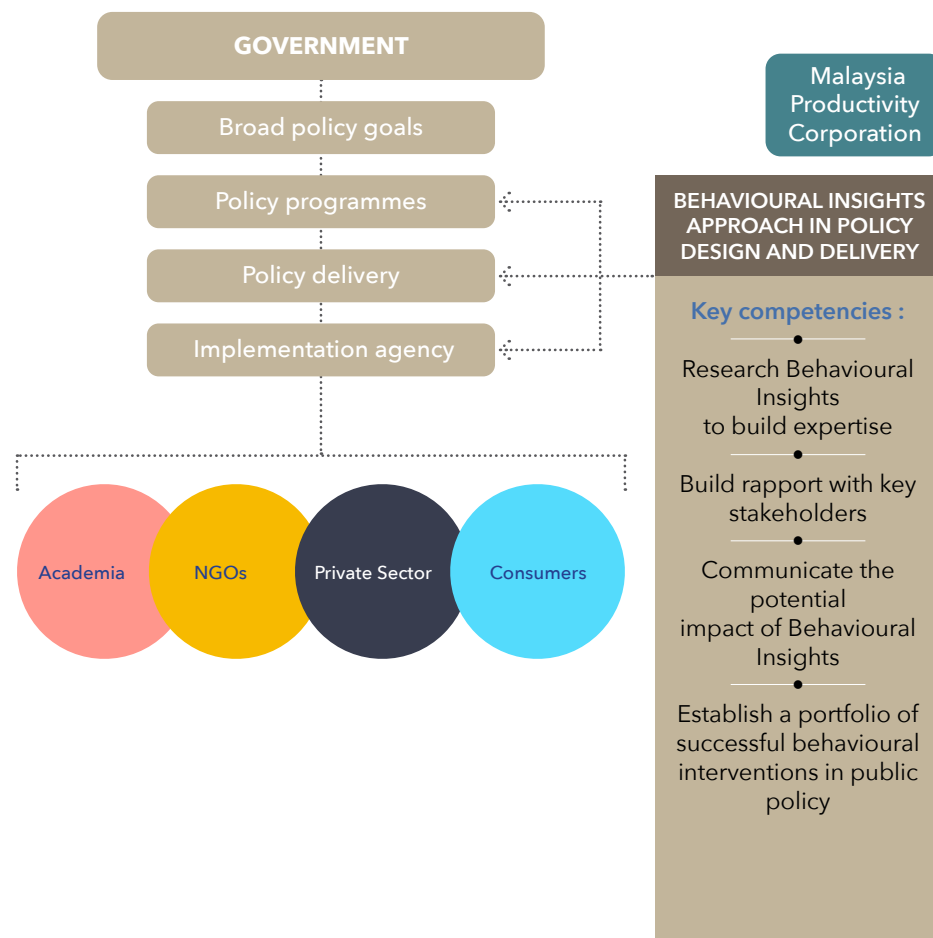 GOVERNMENT
Broad policy goals
Policy programmes
Policy delivery
Implementation agency
Academia
NGOs
Private Sector
Consumers
Malaysia
Productivity
Corporation
BEHAVIOURAL INSIGHTS
APPROACH IN POLICY
DESIGN AND DELIVERY
Key competencies :
Research Behavioural
Insights
to build expertise
Build rapport with key
stakeholders
Communicate the
potential
impact of Behavioural
Insights
Establish a portfolio of
successful behavioural
interventions in public
policy